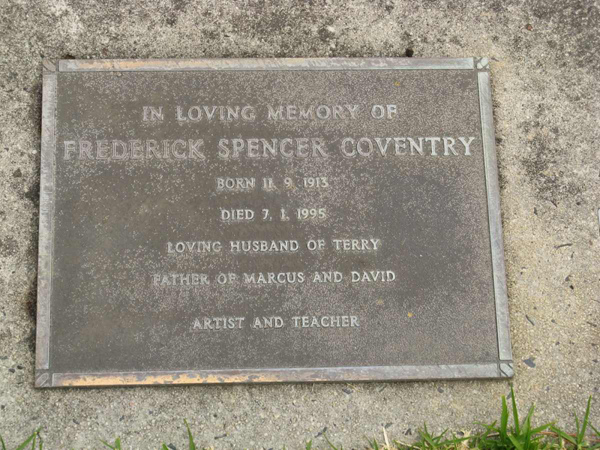 IN LOVING MEMORY OF
FREDERICK SPENCER COVENTRY
BORN 11. 9. 1913
DIED 7. 1. 1995
LOVING HUSBAND OF TERRY
FATHER OF MARCUS AND DAVID
ARTIST AND TEACHER